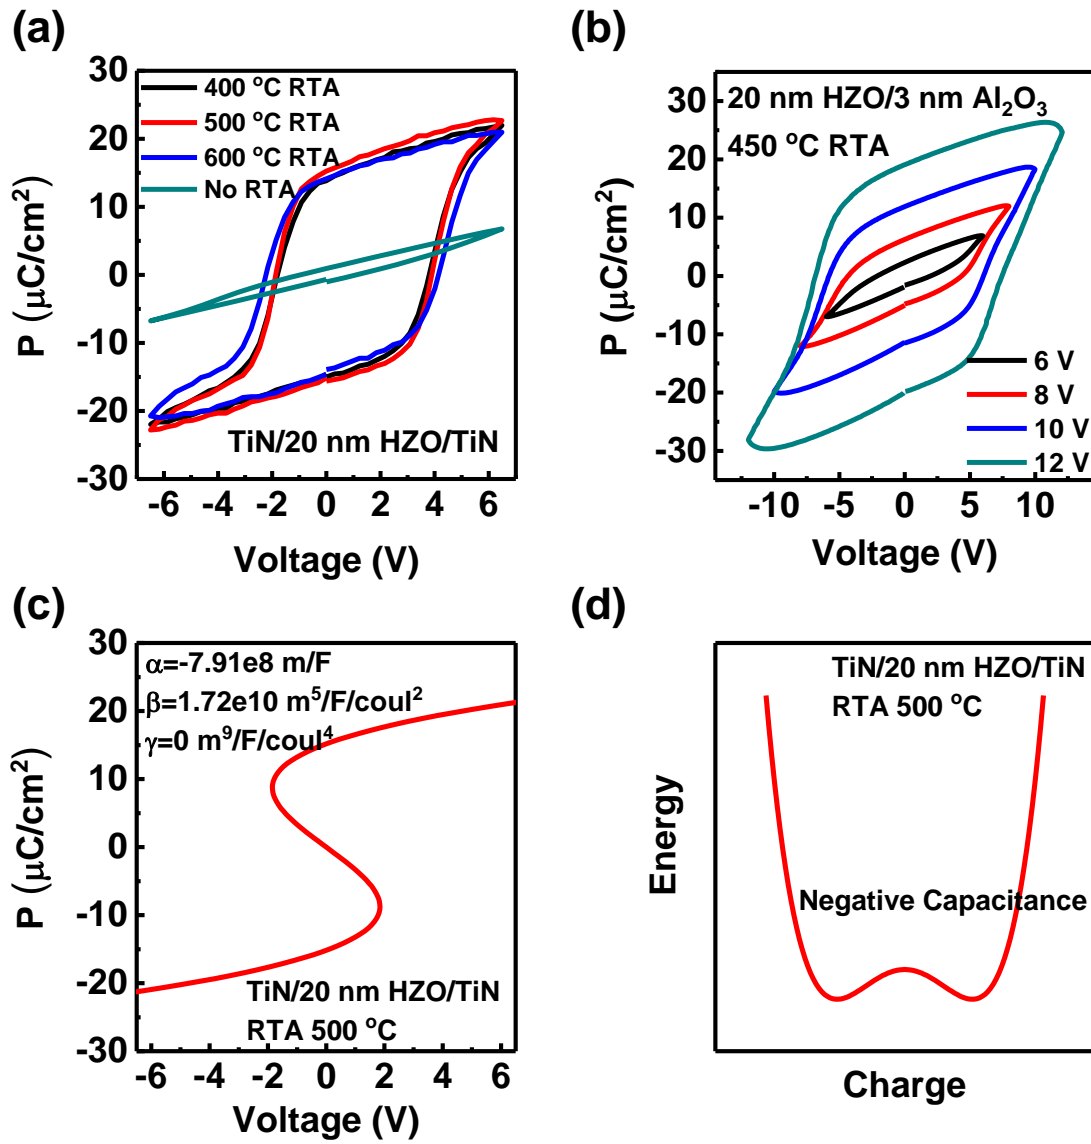 (a)
30
20
10
0
-10
-20
-30
P (μC/cm²)
400 °C RTA
500 °C RTA
600 °C RTA
No RTA
TiN/20 nm HZO/TiN
-6 -4 -2 0 2 4 6
Voltage (V)
(b)
30
20
10
0
-10
-20
-30
P (μC/cm²)
20 nm HZO/3 nm Al₂O₃
450 °C RTA
6 V
8 V
10 V
12 V
-10 -5 0 5 10
Voltage (V)
(c)
30
20
10
0
-10
-20
-30
P (μC/cm²)
α=-7.91e8 m/F
β=1.72e10 m⁵/F/coul²
γ=0 m⁹/F/coul⁴
TiN/20 nm HZO/TiN
RTA 500 °C
-6 -4 -2 0 2 4 6
Voltage (V)
(d)
Energy
TiN/20 nm HZO/TiN
RTA 500 °C
Negative Capacitance
Charge